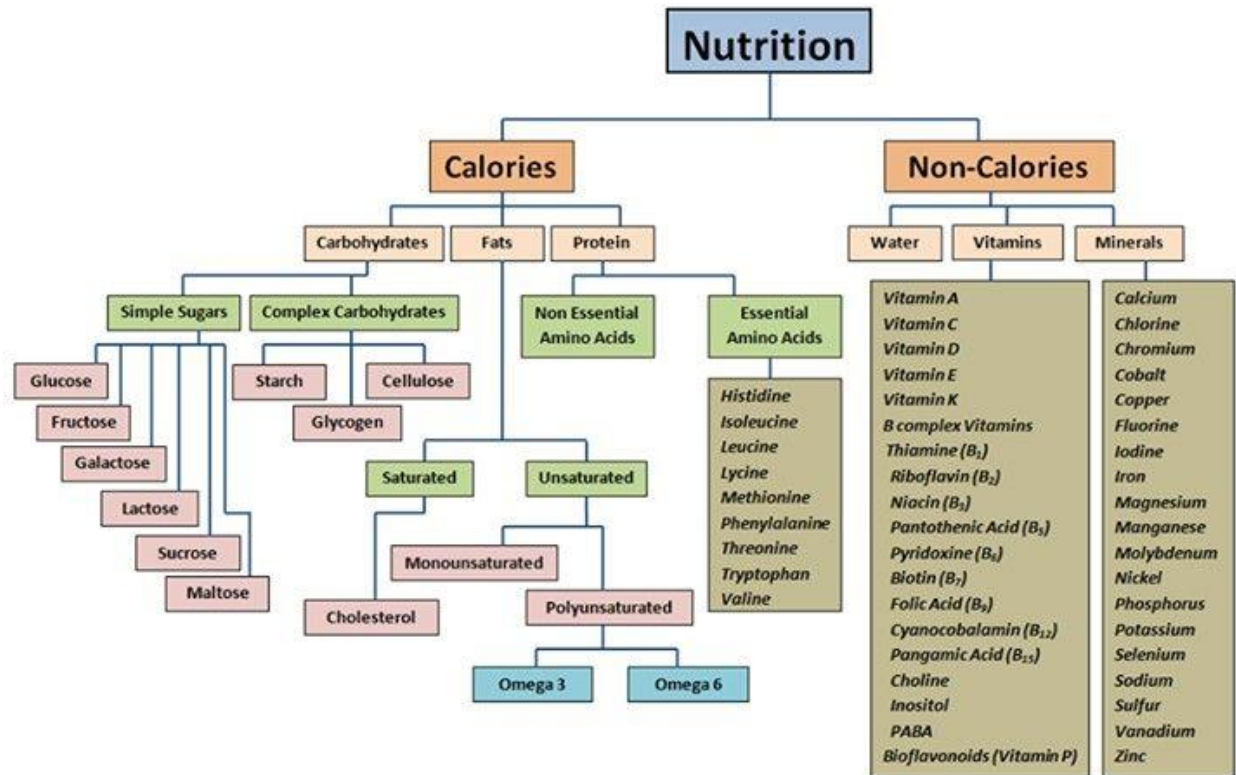 Nutrition
Calories
Non-Calories
Carbohydrates
Fats
Protein
Water
Vitamins
Minerals
Simple Sugars
Complex Carbohydrates
Non Essential
Amino Acids
Essential
Amino Acids
Glucose
Fructose
Galactose
Lactose
Sucrose
Maltose
Starch
Glycogen
Cellulose
Saturated
Unsaturated
Cholesterol
Monounsaturated
Polyunsaturated
Omega 3
Omega 6
Histidine
Isoleucine
Leucine
Lycine
Methionine
Phenylalanine
Threonine
Tryptophan
Valine
Vitamin A
Vitamin C
Vitamin D
Vitamin E
Vitamin K
B complex Vitamins
Thiamine (B₁)
Riboflavin (B₂)
Niacin (B₃)
Pantothenic Acid (B₅)
Pyridoxine (B₆)
Biotin (B₇)
Folic Acid (B₉)
Cyanocobalamin (B₁₂)
Pangamic Acid (B₁₅)
Choline
Inositol
PABA
Bioflavonoids (Vitamin P)
Calcium
Chlorine
Chromium
Cobalt
Copper
Fluorine
Iodine
Iron
Magnesium
Manganese
Molybdenum
Nickel
Phosphorus
Potassium
Selenium
Sodium
Sulfur
Vanadium
Zinc